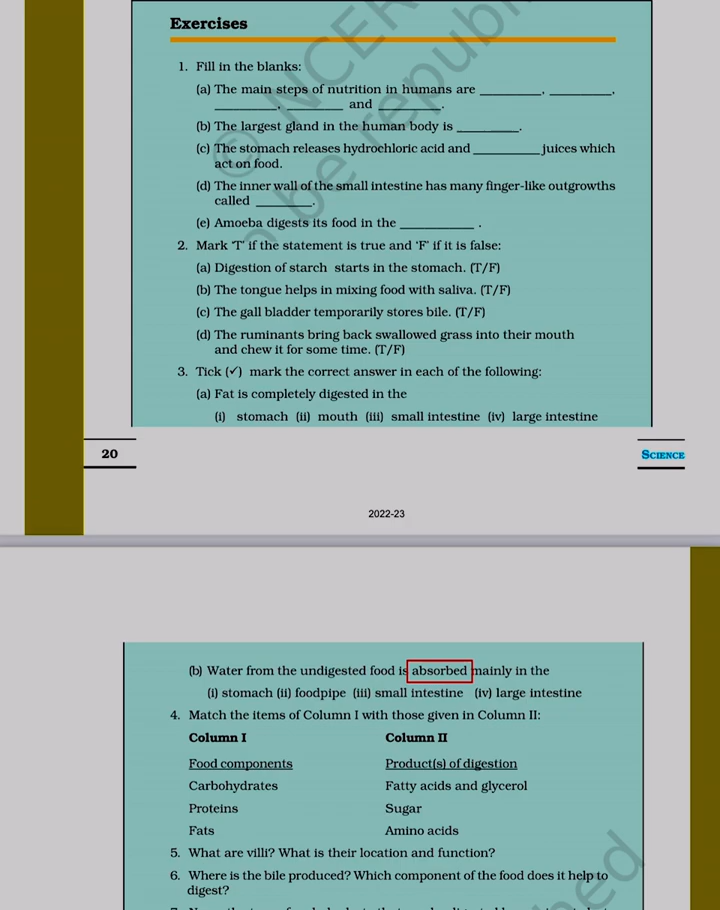 Exercises
1. Fill in the blanks:
(a) The main steps of nutrition in humans are __________, __________,
__________, _________ and __________.
(b) The largest gland in the human body is __________.
(c) The stomach releases hydrochloric acid and ___________ juices which
act on food.
(d) The inner wall of the small intestine has many finger-like outgrowths
called _________.
(e) Amoeba digests its food in the ____________ .
2. Mark ‘T’ if the statement is true and ‘F’ if it is false:
(a) Digestion of starch starts in the stomach. (T/F)
(b) The tongue helps in mixing food with saliva. (T/F)
(c) The gall bladder temporarily stores bile. (T/F)
(d) The ruminants bring back swallowed grass into their mouth
and chew it for some time. (T/F)
3. Tick (✓) mark the correct answer in each of the following:
(a) Fat is completely digested in the
(i) stomach (ii) mouth (iii) small intestine (iv) large intestine
20
SCIENCE
2022-23
(b) Water from the undigested food is absorbed mainly in the
(i) stomach (ii) foodpipe (iii) small intestine (iv) large intestine
4. Match the items of Column I with those given in Column II:
Column I Column II
Food components Product(s) of digestion
Carbohydrates Fatty acids and glycerol
Proteins Sugar
Fats Amino acids
5. What are villi? What is their location and function?
6. Where is the bile produced? Which component of the food does it help to
digest?